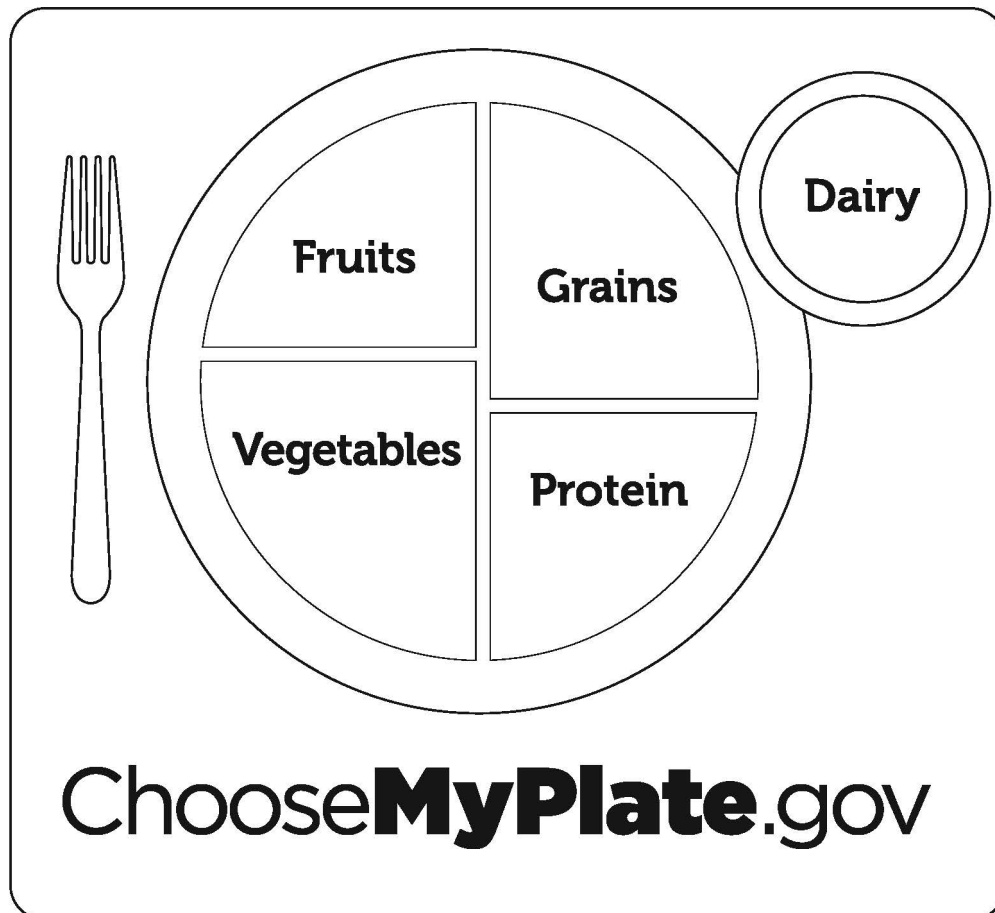 Dairy
Fruits
Grains
Vegetables
Protein
ChooseMyPlate.gov